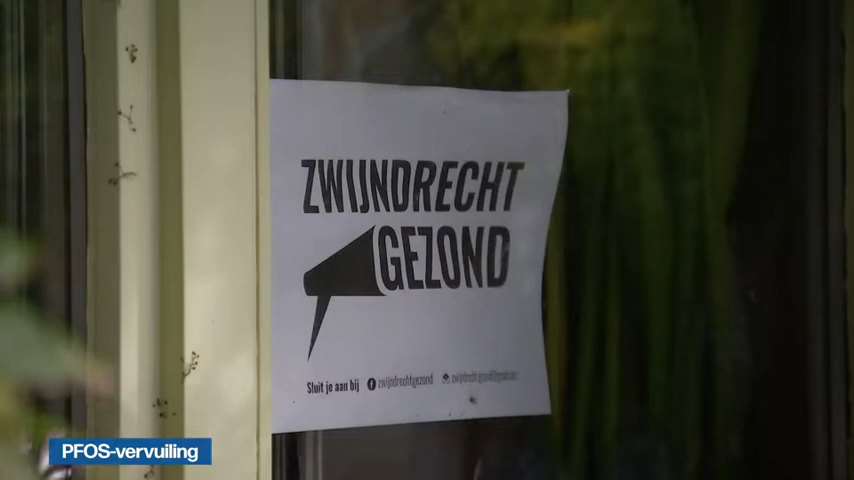 ZWIJNDRECHT
GEZOND
Sluit je aan bij zwijndrechtgezond
PFOS-vervuiling